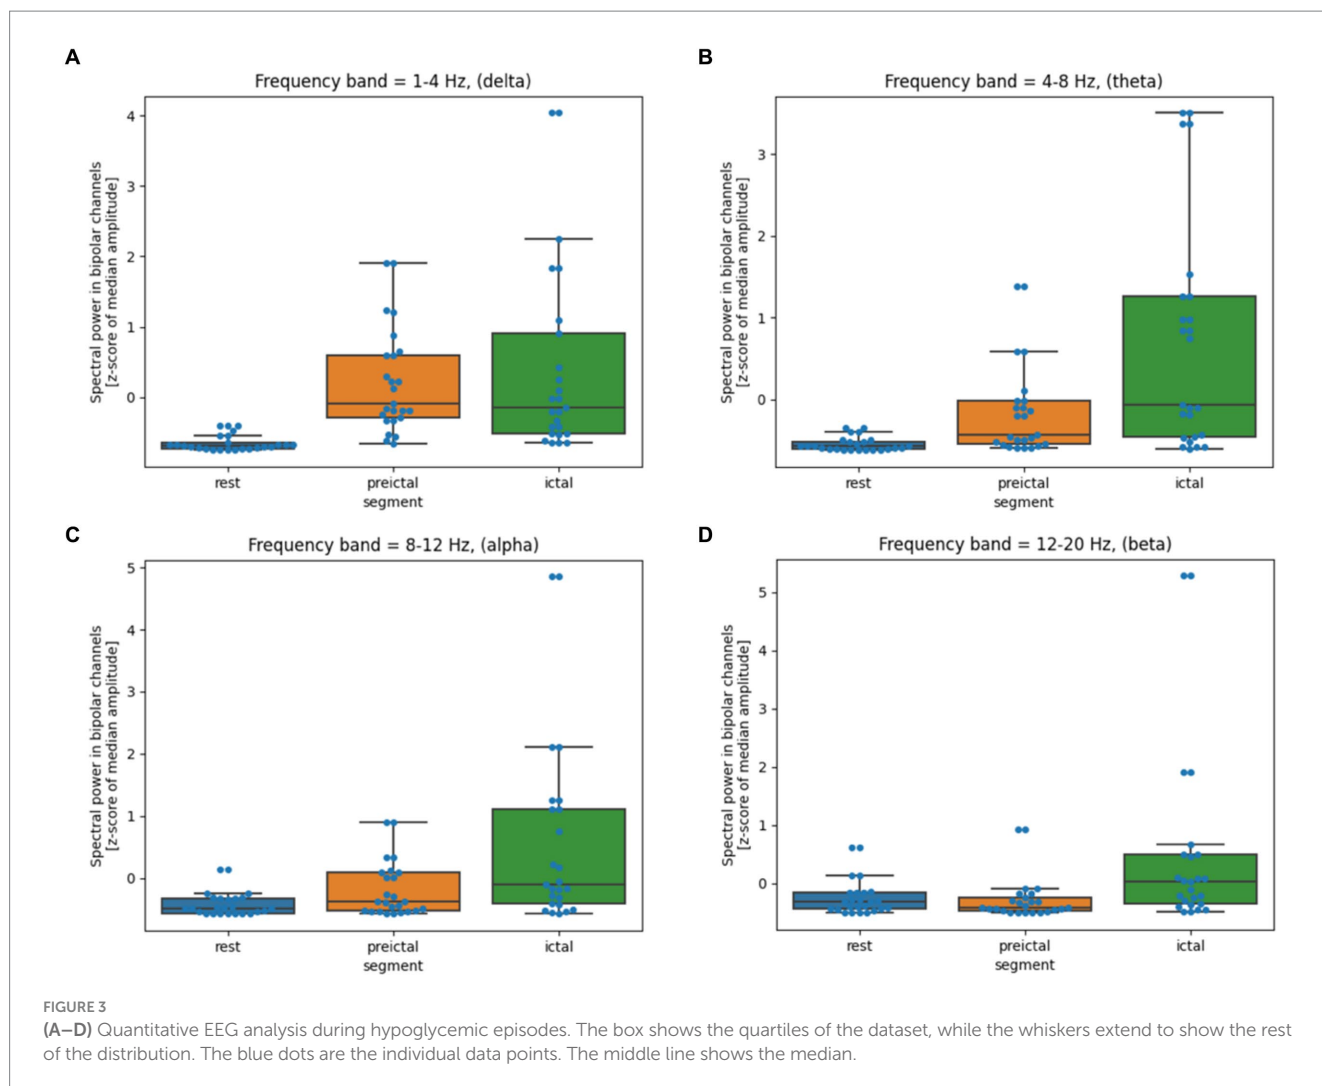 A
Frequency band = 1-4 Hz, (delta)
Spectral power in bipolar channels
[z-score of median amplitude]
4
3
2
1
0
rest
preictal
ictal
segment
B
Frequency band = 4-8 Hz, (theta)
Spectral power in bipolar channels
[z-score of median amplitude]
3
2
1
0
rest
preictal
ictal
segment
C
Frequency band = 8-12 Hz, (alpha)
Spectral power in bipolar channels
[z-score of median amplitude]
5
4
3
2
1
0
rest
preictal
ictal
segment
D
Frequency band = 12-20 Hz, (beta)
Spectral power in bipolar channels
[z-score of median amplitude]
5
4
3
2
1
0
rest
preictal
ictal
segment
FIGURE 3
(A–D) Quantitative EEG analysis during hypoglycemic episodes. The box shows the quartiles of the dataset, while the whiskers extend to show the rest
of the distribution. The blue dots are the individual data points. The middle line shows the median.